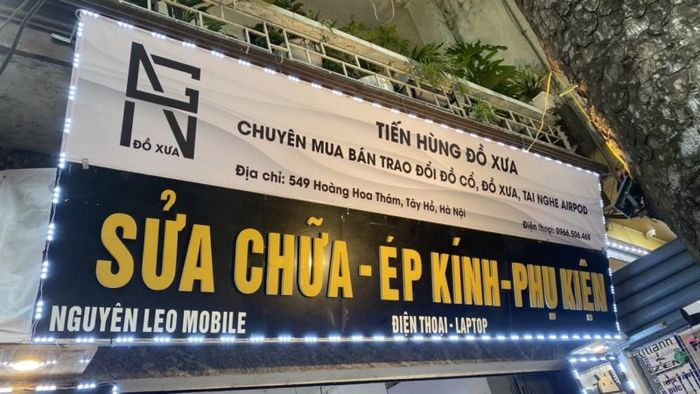 ĐỒ XƯA
TIẾN HÙNG ĐỒ XƯA
CHUYÊN MUA BÁN TRAO ĐỔI ĐỒ CỔ, ĐỒ XƯA, TAI NGHE AIRPOD
Địa chỉ: 549 Hoàng Hoa Thám, Tây Hồ, Hà Nội
Điện thoại: 0966.506.468
SỬA CHỮA - ÉP KÍNH - PHỤ KIỆN
NGUYÊN LEO MOBILE
ĐIỆN THOẠI - LAPTOP